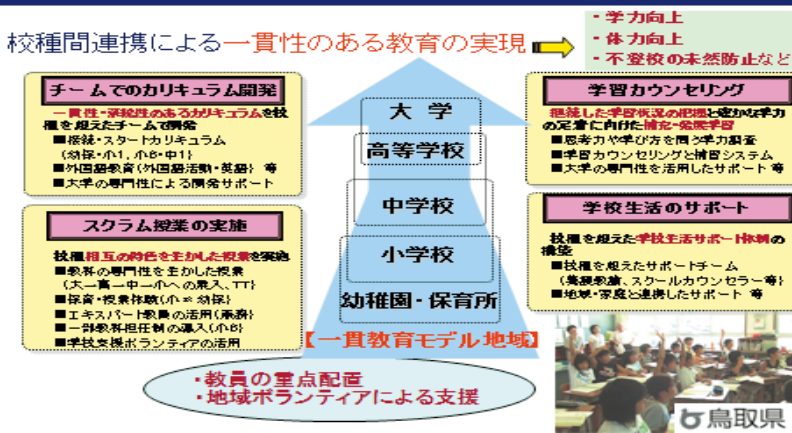 校種間連携による一貫性のある教育の実現
・学力向上
・体力向上
・不登校の未然防止など
チームでのカリキュラム開発
一貫性・系統性のあるカリキュラムを校
種を超えたチームで開発
■接続・スタートカリキュラム
(幼保・小1、小6・中1)
■外国語教育(外国語活動・英語) 等
■大学の専門性による開発サポート
スクラム授業の実施
校種相互の特色を生かした授業を実施
■教科の専門性を生かした授業
(大→高→中→小への乗入、TT)
■保育・授業体験(小⇄幼保)
■エキスパート教員の活用(兼務)
■一部教科担任制の導入(小6)
■学校支援ボランティアの活用
大 学
高等学校
中学校
小学校
幼稚園・保育所
【一貫教育モデル地域】
・教員の重点配置
・地域ボランティアによる支援
学習カウンセリング
継続した学習状況の把握と確かな学力
の定着に向けた補充・発展学習
■思考力や学び方を問う学力調査
■学習カウンセリングと補習システム
■大学の専門性を活用したサポート 等
学校生活のサポート
校種を超えた学校生活サポート体制の
構築
■校種を超えたサポートチーム
(養護教諭、スクールカウンセラー等)
■地域・家庭と連携したサポート 等
鳥取県